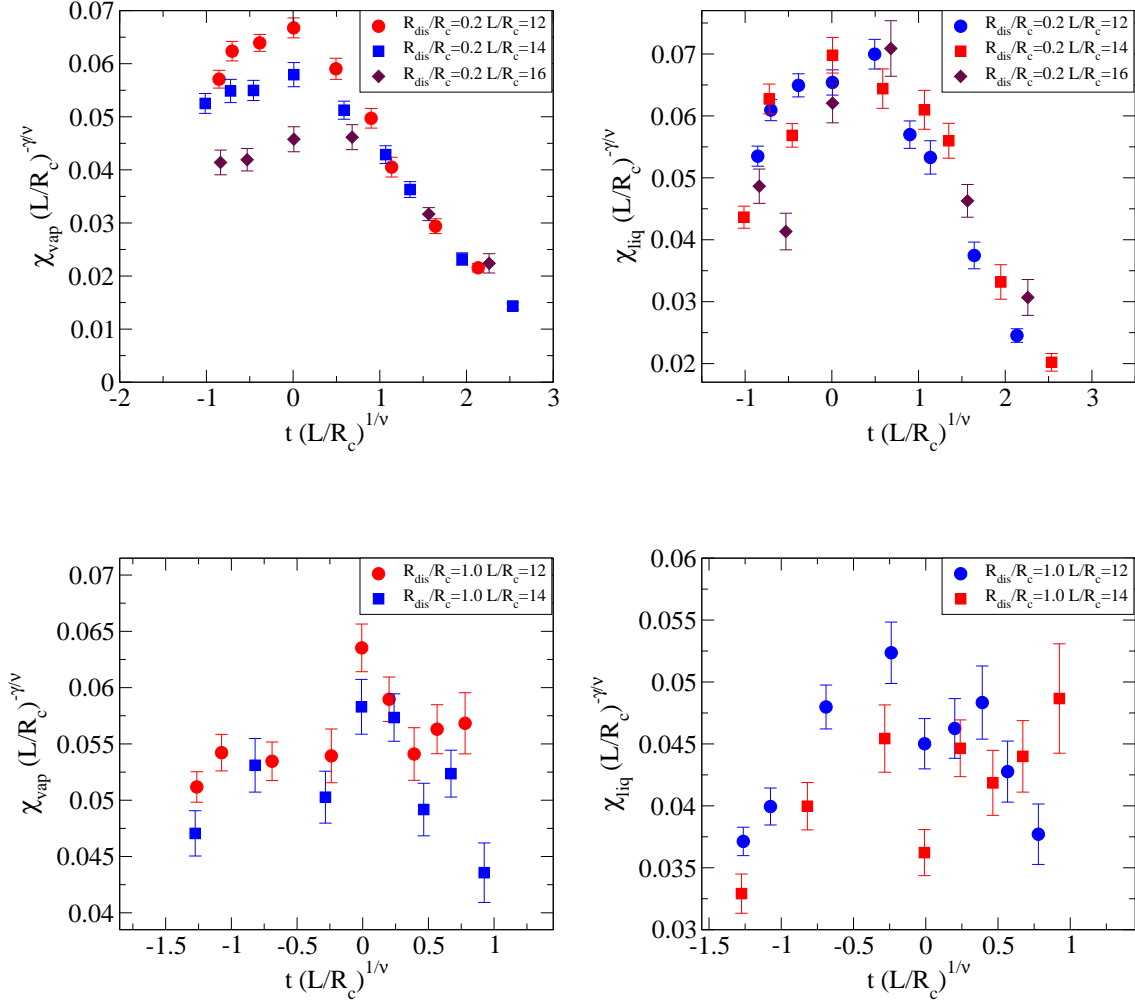 R_dis/R_c=0.2 L/R_c=12
R_dis/R_c=0.2 L/R_c=14
R_dis/R_c=0.2 L/R_c=16
0.07
0.06
0.05
0.04
0.03
0.02
0.01
0
χ_vap (L/R_c)^-γ/ν
-2 -1 0 1 2 3
t (L/R_c)^1/ν
R_dis/R_c=0.2 L/R_c=12
R_dis/R_c=0.2 L/R_c=14
R_dis/R_c=0.2 L/R_c=16
0.07
0.06
0.05
0.04
0.03
0.02
χ_liq (L/R_c)^-γ/ν
-1 0 1 2 3
t (L/R_c)^1/ν
R_dis/R_c=1.0 L/R_c=12
R_dis/R_c=1.0 L/R_c=14
0.07
0.065
0.06
0.055
0.05
0.045
0.04
χ_vap (L/R_c)^-γ/ν
-1.5 -1 -0.5 0 0.5 1
t (L/R_c)^1/ν
R_dis/R_c=1.0 L/R_c=12
R_dis/R_c=1.0 L/R_c=14
0.06
0.055
0.05
0.045
0.04
0.035
0.03
χ_liq (L/R_c)^-γ/ν
-1.5 -1 -0.5 0 0.5 1
t (L/R_c)^1/ν